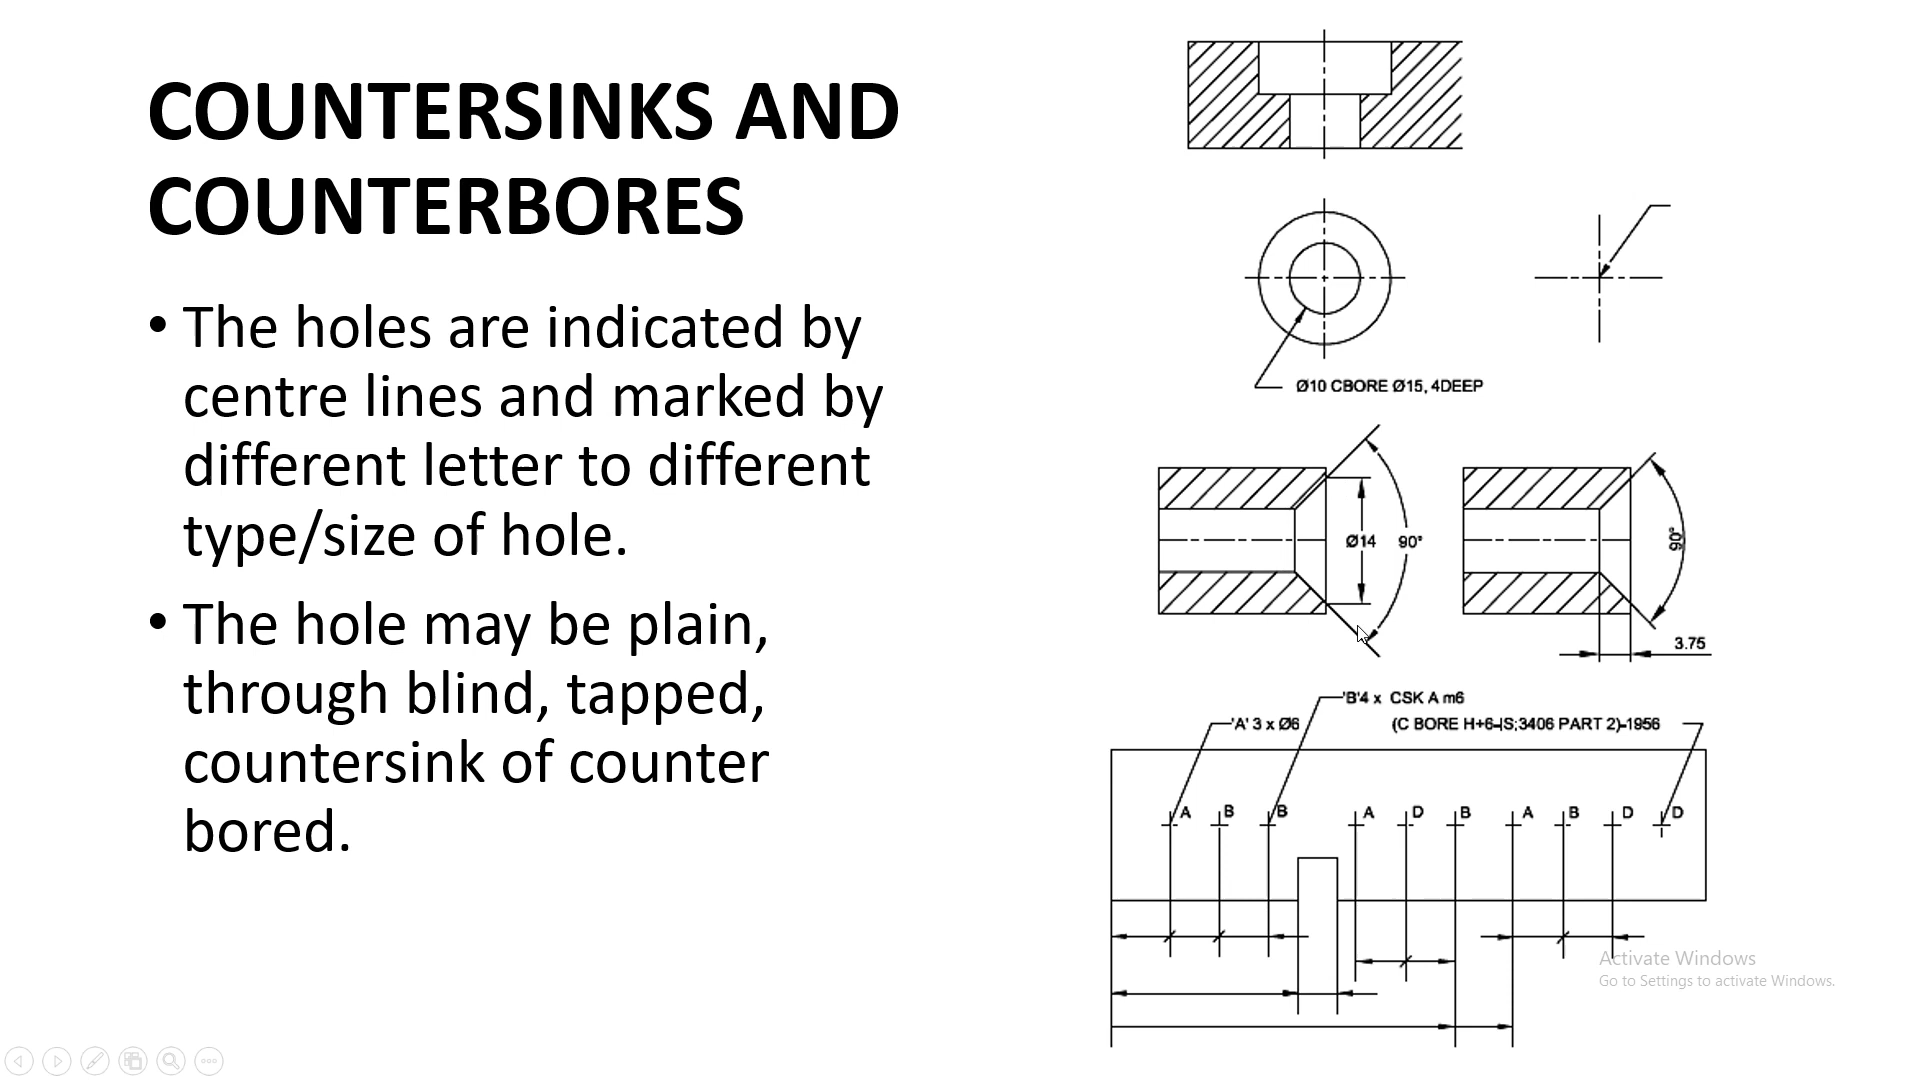 COUNTERSINKS AND
COUNTERBORES
• The holes are indicated by
centre lines and marked by
different letter to different
type/size of hole.
• The hole may be plain,
through blind, tapped,
countersink of counter
bored.
Ø10 CBORE Ø15, 4DEEP
Ø14 90°
90°
3.75
'B'4 x CSK A m6
'A' 3 x Ø6 (C BORE H+6-IS;3406 PART 2)-1956
A B B A D B A B D D
Activate Windows
Go to Settings to activate Windows.